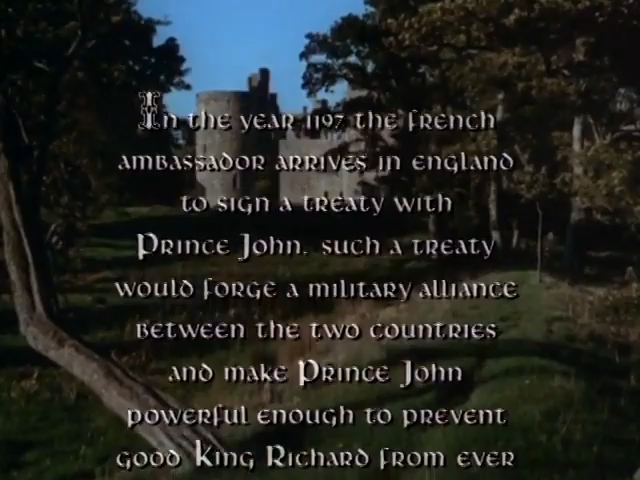 In the year 1197 the French
ambassador arrives in England
to sign a treaty with
Prince John. Such a treaty
would forge a military alliance
between the two countries
and make Prince John
powerful enough to prevent
good King Richard from ever